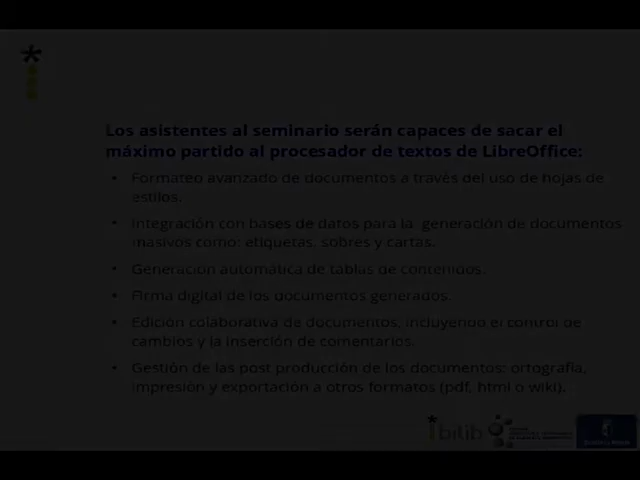 Los asistentes al seminario serán capaces de sacar el
máximo partido al procesador de textos de LibreOffice:
• Formateo avanzado de documentos a través del uso de hojas de
estilos.
• Integración con bases de datos para la generación de documentos
masivos como: etiquetas, sobres y cartas.
• Generación automática de tablas de contenidos.
• Firma digital de los documentos generados.
• Edición colaborativa de documentos, incluyendo el control de
cambios y la inserción de comentarios.
• Gestión de las post producción de los documentos: ortografía,
impresión y exportación a otros formatos (pdf, html o wiki).
bilib